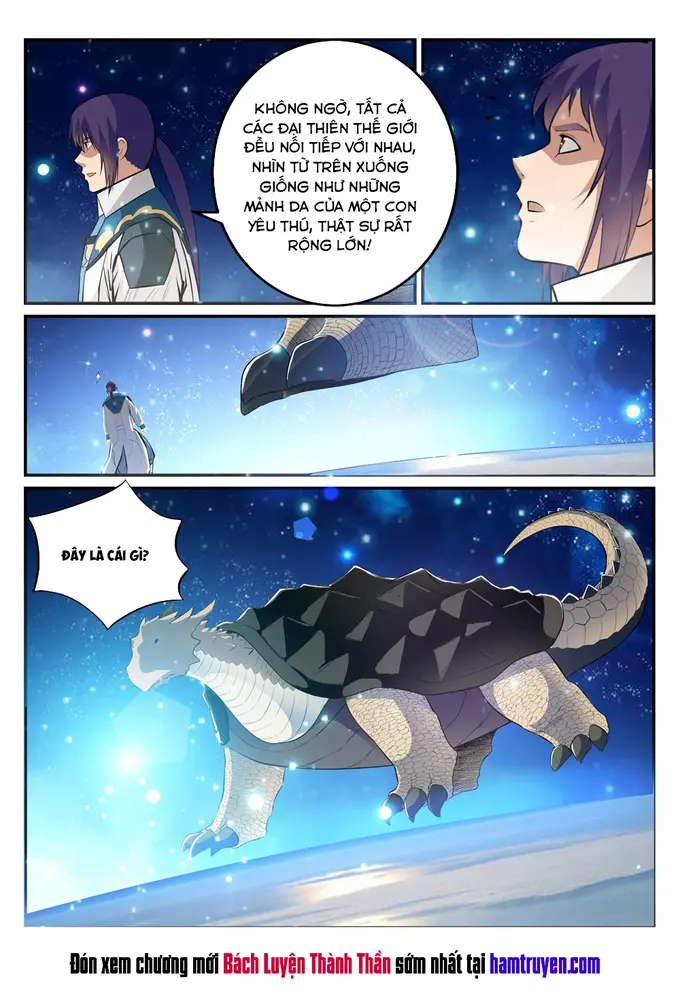 KHÔNG NGỜ, TẤT CẢ
CÁC ĐẠI THIÊN THẾ GIỚI
ĐỀU NỐI TIẾP VỚI NHAU,
NHÌN TỪ TRÊN XUỐNG
GIỐNG NHƯ NHỮNG
MẢNH DA CỦA MỘT CON
YÊU THÚ, THẬT SỰ RẤT
RỘNG LỚN!
ĐÂY LÀ CÁI GÌ?
Đón xem chương mới Bách Luyện Thành Thần sớm nhất tại hamtruyen.com